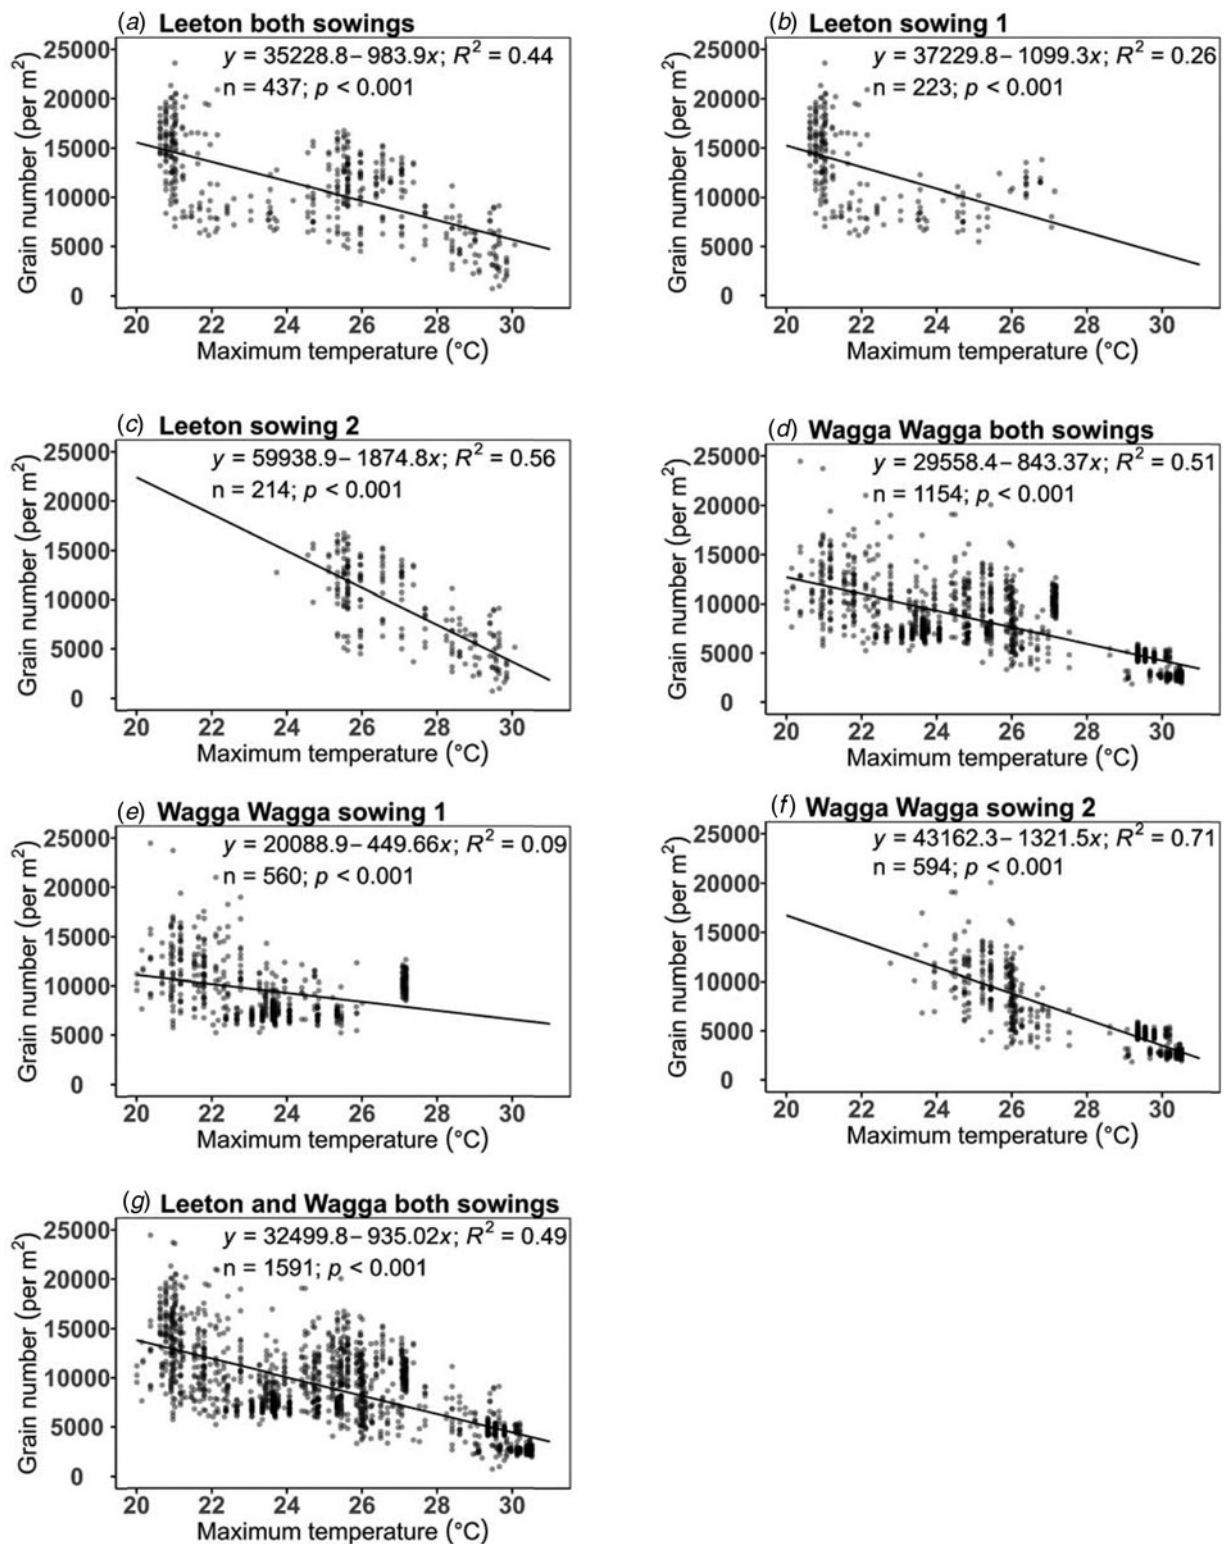 (a) Leeton both sowings
y = 35228.8–983.9x; R² = 0.44
n = 437; p < 0.001
Grain number (per m²)
25000
20000
15000
10000
5000
0
20 22 24 26 28 30
Maximum temperature (°C)
(b) Leeton sowing 1
y = 37229.8–1099.3x; R² = 0.26
n = 223; p < 0.001
Grain number (per m²)
25000
20000
15000
10000
5000
0
20 22 24 26 28 30
Maximum temperature (°C)
(c) Leeton sowing 2
y = 59938.9–1874.8x; R² = 0.56
n = 214; p < 0.001
Grain number (per m²)
25000
20000
15000
10000
5000
0
20 22 24 26 28 30
Maximum temperature (°C)
(d) Wagga Wagga both sowings
y = 29558.4–843.37x; R² = 0.51
n = 1154; p < 0.001
Grain number (per m²)
25000
20000
15000
10000
5000
0
20 22 24 26 28 30
Maximum temperature (°C)
(e) Wagga Wagga sowing 1
y = 20088.9–449.66x; R² = 0.09
n = 560; p < 0.001
Grain number (per m²)
25000
20000
15000
10000
5000
0
20 22 24 26 28 30
Maximum temperature (°C)
(f) Wagga Wagga sowing 2
y = 43162.3–1321.5x; R² = 0.71
n = 594; p < 0.001
Grain number (per m²)
25000
20000
15000
10000
5000
0
20 22 24 26 28 30
Maximum temperature (°C)
(g) Leeton and Wagga both sowings
y = 32499.8–935.02x; R² = 0.49
n = 1591; p < 0.001
Grain number (per m²)
25000
20000
15000
10000
5000
0
20 22 24 26 28 30
Maximum temperature (°C)